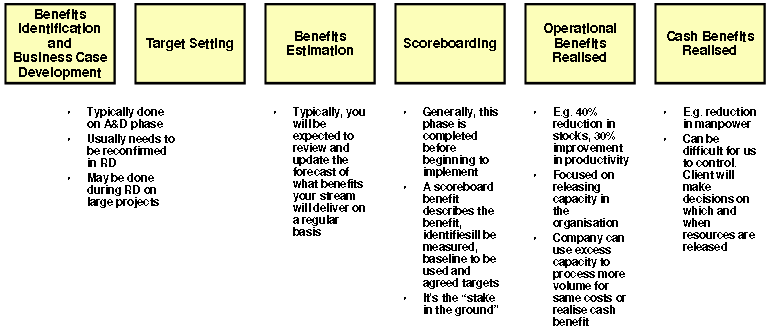 Benefits
Identification
and
Business Case
Development
Target Setting
Benefits
Estimation
Scoreboarding
Operational
Benefits
Realised
Cash Benefits
Realised
• Typically done
on A&D phase
• Usually needs to
be reconfirmed
in RD
• May be done
during RD on
large projects
• Typically, you
will be
expected to
review and
update the
forecast of
what benefits
your stream
will deliver on
a regular
basis
• Generally, this
phase is
completed
before
beginning to
implement
• A scoreboard
benefit
describes the
benefit,
identifiesill be
measured,
baseline to be
used and
agreed targets
• It's the “stake
in the ground”
• E.g. 40%
reduction in
stocks, 30%
improvement
in productivity
• Focused on
releasing
capacity in
the
organisation
• Company can
use excess
capacity to
process more
volume for
same costs or
realise cash
benefit
• E.g. reduction
in manpower
• Can be
difficult for us
to control.
Client will
make
decisions on
which and
when
resources are
released